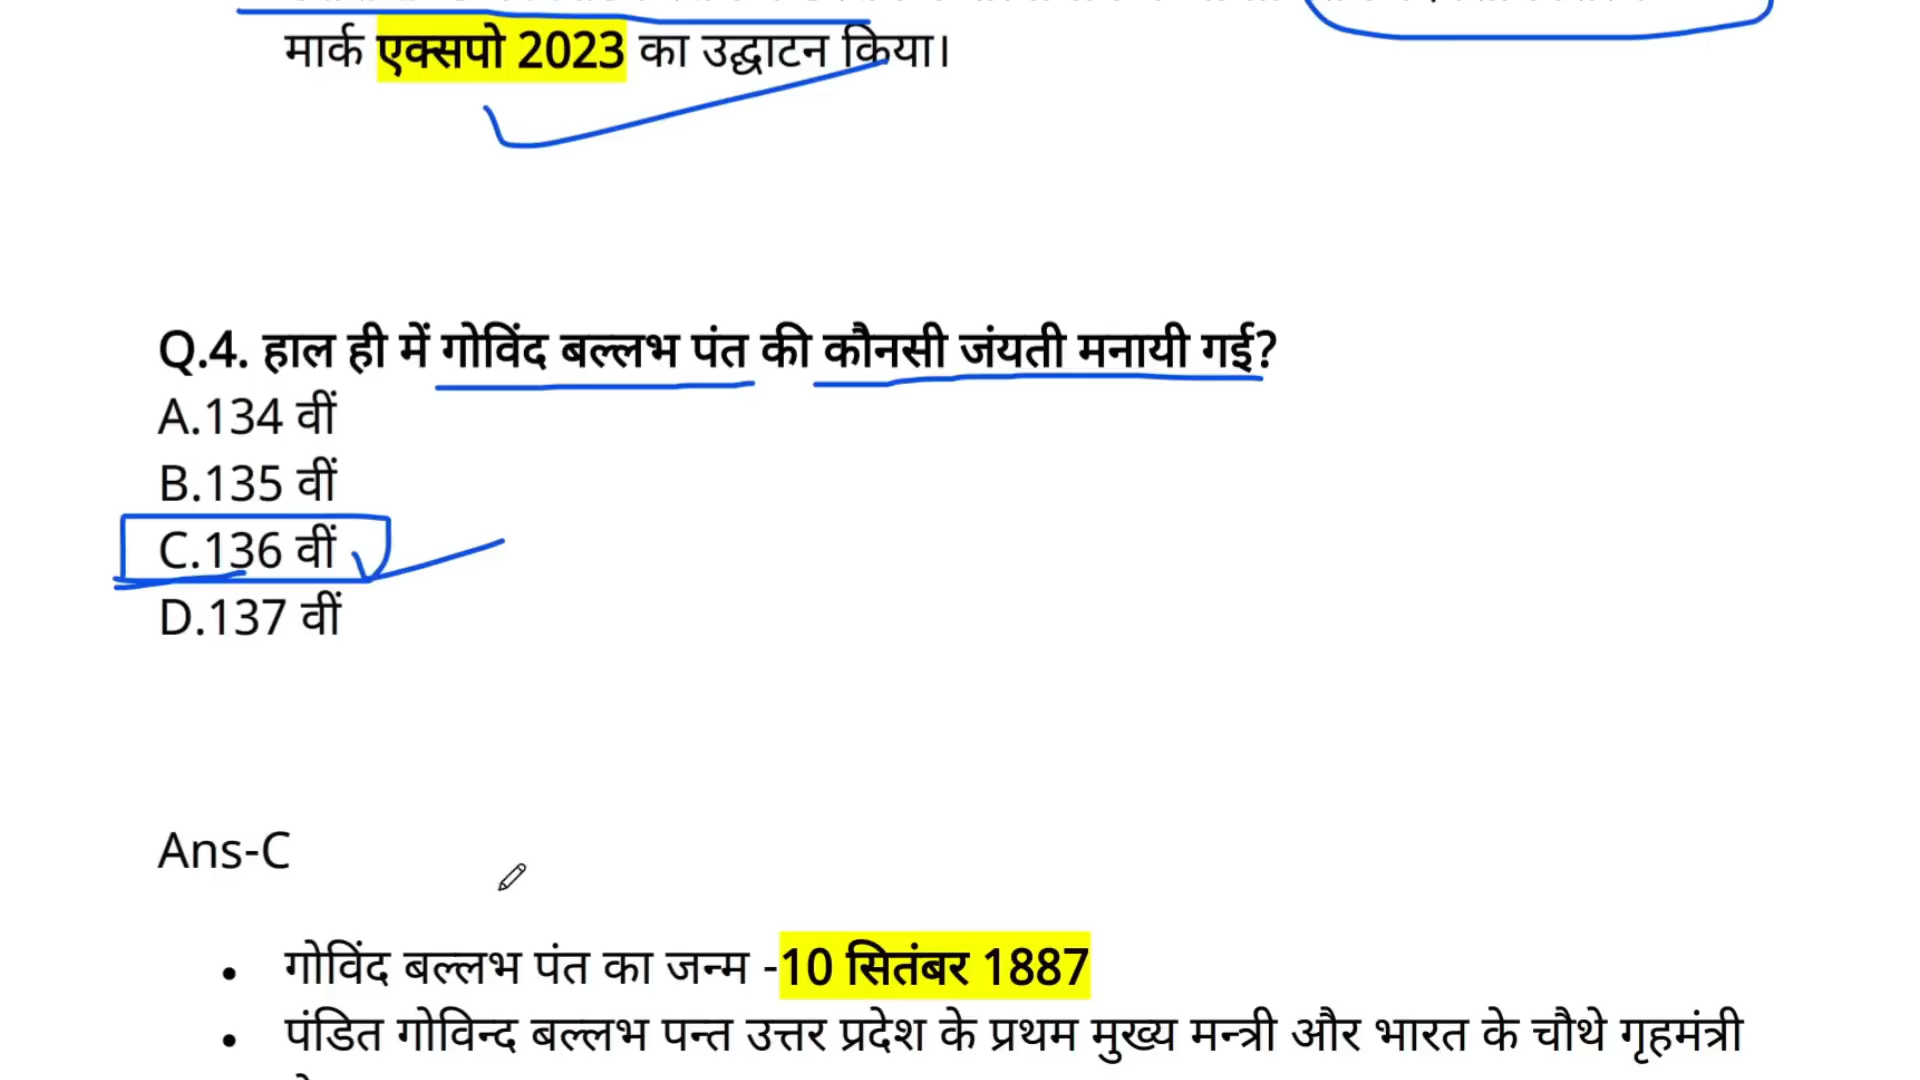 मार्क एक्सपो 2023 का उद्घाटन किया।
Q.4. हाल ही में गोविंद बल्लभ पंत की कौनसी जंयती मनायी गई?
A.134 वीं
B.135 वीं
C.136 वीं
D.137 वीं
Ans-C
• गोविंद बल्लभ पंत का जन्म -10 सितंबर 1887
• पंडित गोविन्द बल्लभ पन्त उत्तर प्रदेश के प्रथम मुख्य मन्त्री और भारत के चौथे गृहमंत्री